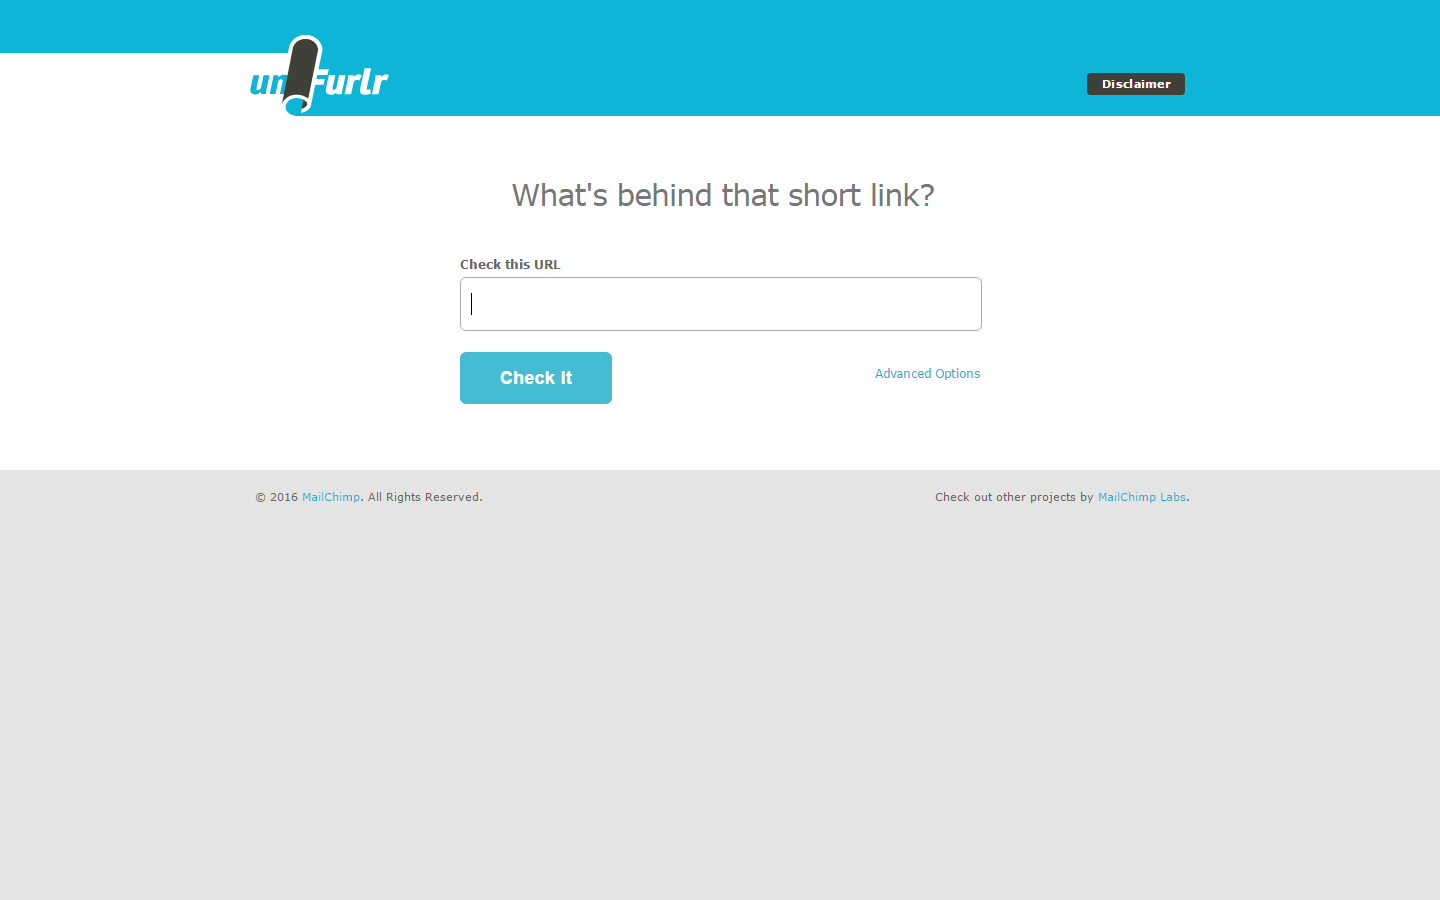 unFurlr
Disclaimer
What's behind that short link?
Check this URL
Check It
Advanced Options
© 2016 MailChimp. All Rights Reserved.
Check out other projects by MailChimp Labs.